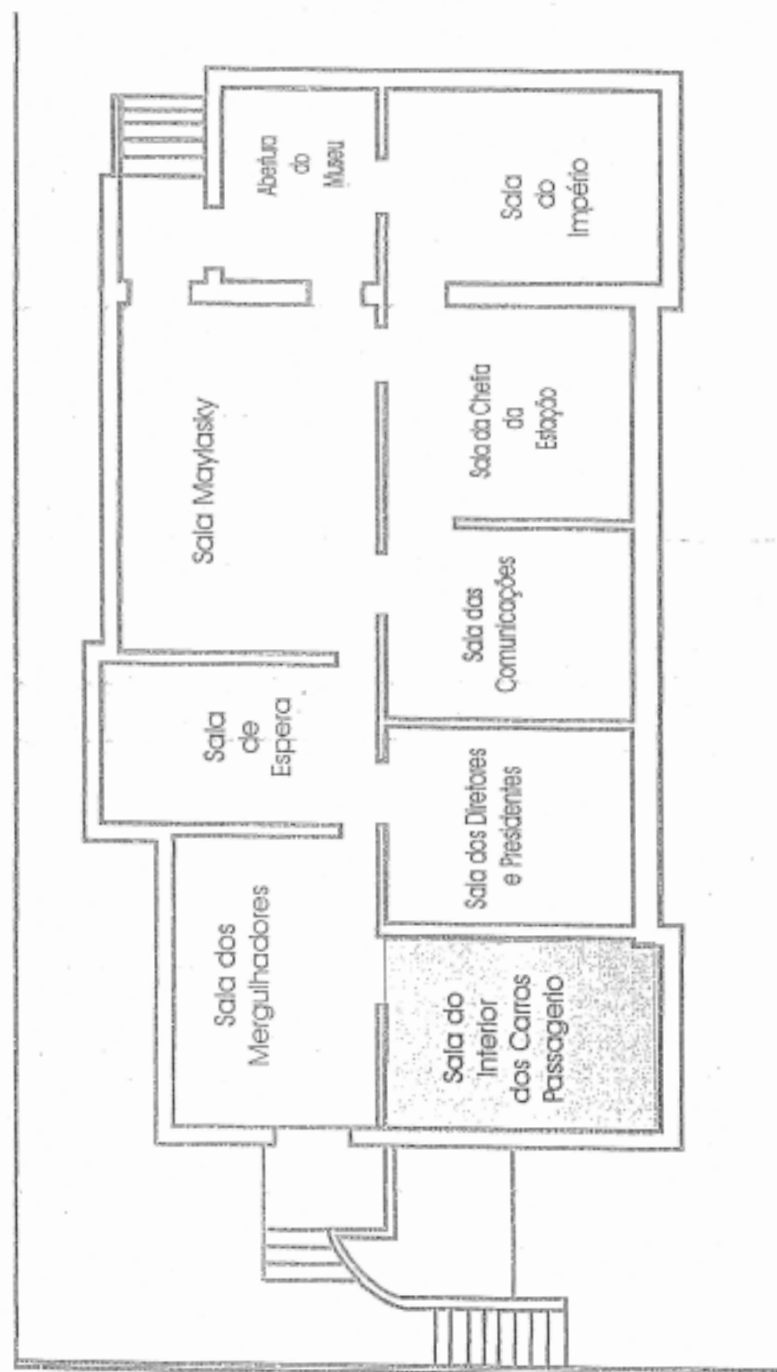 Abertura
do
Museu
Sala
do
Império
Sala Maylasky
Sala da Chefia
da
Estação
Sala das
Comunicações
Sala
de
Espera
Sala dos Diretores
e Presidentes
Sala dos
Mergulhadores
Sala do
Interior
dos Carros
Passagerio